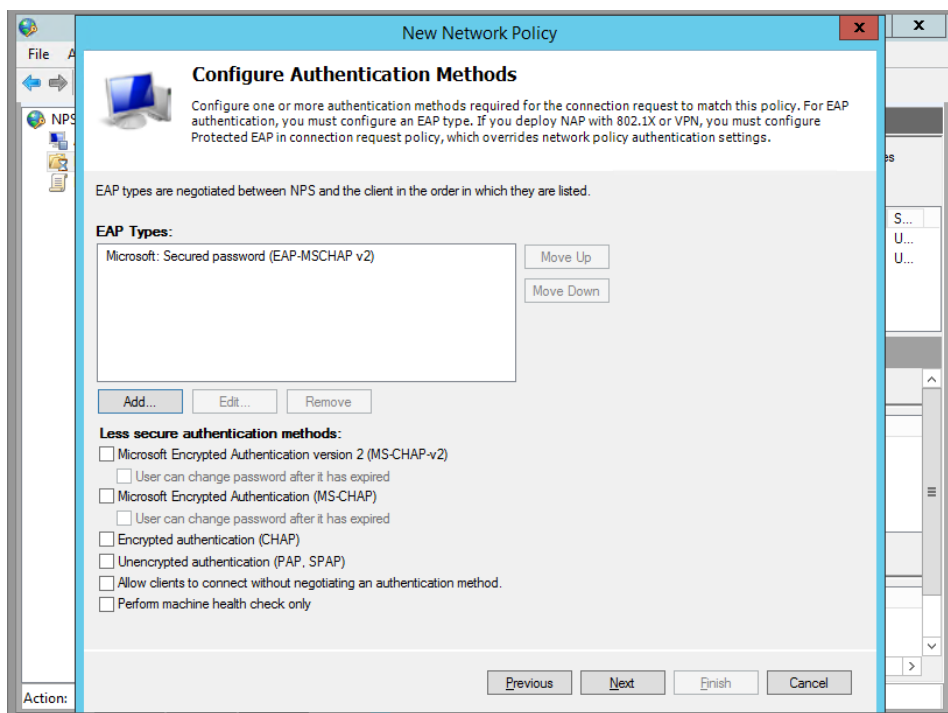 New Network Policy
x
x
File
Configure Authentication Methods
Configure one or more authentication methods required for the connection request to match this policy. For EAP
authentication, you must configure an EAP type. If you deploy NAP with 802.1X or VPN, you must configure
Protected EAP in connection request policy, which overrides network policy authentication settings.
NPS
EAP types are negotiated between NPS and the client in the order in which they are listed.
S...
EAP Types:
U...
Microsoft: Secured password (EAP-MSCHAP v2)
Move Up
U...
Move Down
Add...
Edit...
Remove
Less secure authentication methods:
Microsoft Encrypted Authentication version 2 (MS-CHAP-v2)
User can change password after it has expired
Microsoft Encrypted Authentication (MS-CHAP)
User can change password after it has expired
Encrypted authentication (CHAP)
Unencrypted authentication (PAP, SPAP)
Allow clients to connect without negotiating an authentication method.
Perform machine health check only
Previous
Next
Finish
Cancel
Action: